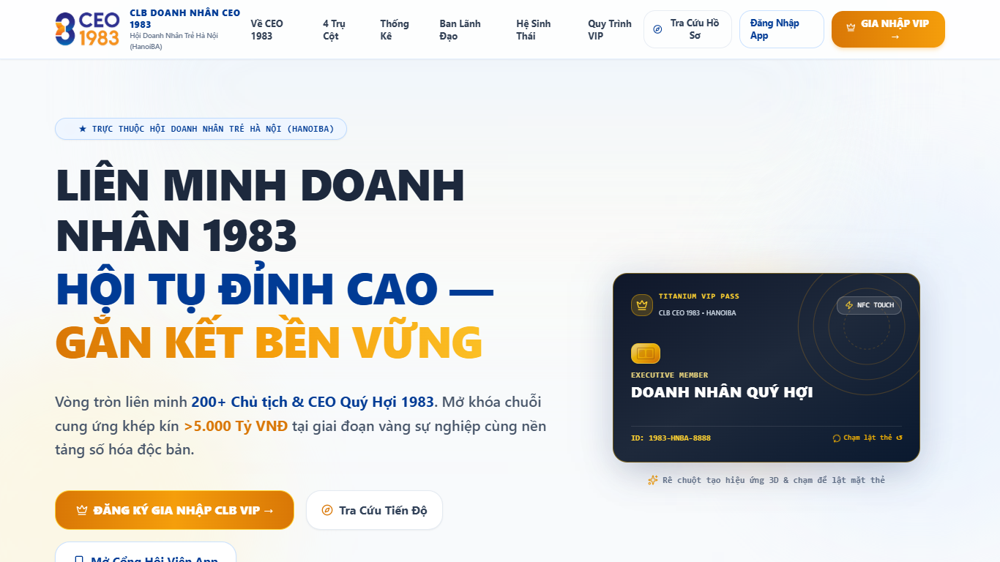 CEO
1983
CLB DOANH NHÂN CEO
1983
Hội Doanh Nhân Trẻ Hà Nội
(HanoiBA)
Về CEO
1983
4 Trụ
Cột
Thống
Kê
Ban Lãnh
Đạo
Hệ Sinh
Thái
Quy Trình
VIP
Tra Cứu Hồ
Sơ
Đăng Nhập
App
GIA NHẬP VIP
→
★ TRỰC THUỘC HỘI DOANH NHÂN TRẺ HÀ NỘI (HANOIBA)
LIÊN MINH DOANH
NHÂN 1983
HỘI TỤ ĐỈNH CAO —
GẮN KẾT BỀN VỮNG
Vòng tròn liên minh 200+ Chủ tịch & CEO Quý Hợi 1983. Mở khóa chuỗi
cung ứng khép kín >5.000 Tỷ VNĐ tại giai đoạn vàng sự nghiệp cùng nền
tảng số hóa độc bản.
ĐĂNG KÝ GIA NHẬP CLB VIP →
Tra Cứu Tiến Độ
Mở Cổng Hội Viên App
TITANIUM VIP PASS
CLB CEO 1983 • HANOIBA
NFC TOUCH
EXECUTIVE MEMBER
DOANH NHÂN QUÝ HỢI
ID: 1983-HNBA-8888
Chạm lật thẻ ↺
Rê chuột tạo hiệu ứng 3D & chạm để lật mặt thẻ